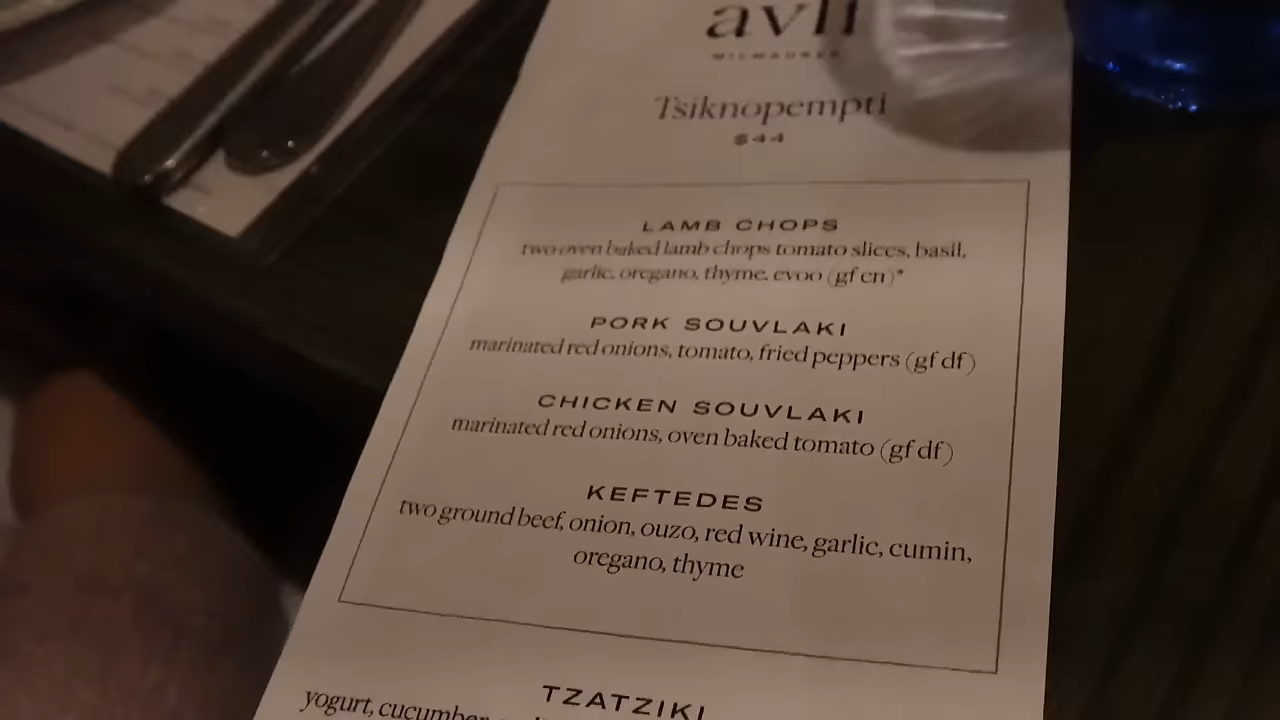 avli
MILWAUKEE
Tsiknopempti
$44
LAMB CHOPS
two oven baked lamb chops tomato slices, basil,
garlic, oregano, thyme, evoo (gf cn)*
PORK SOUVLAKI
marinated red onions, tomato, fried peppers (gf df)
CHICKEN SOUVLAKI
marinated red onions, oven baked tomato (gf df)
KEFTEDES
two ground beef, onion, ouzo, red wine, garlic, cumin,
oregano, thyme
TZATZIKI
yogurt, cucumber,